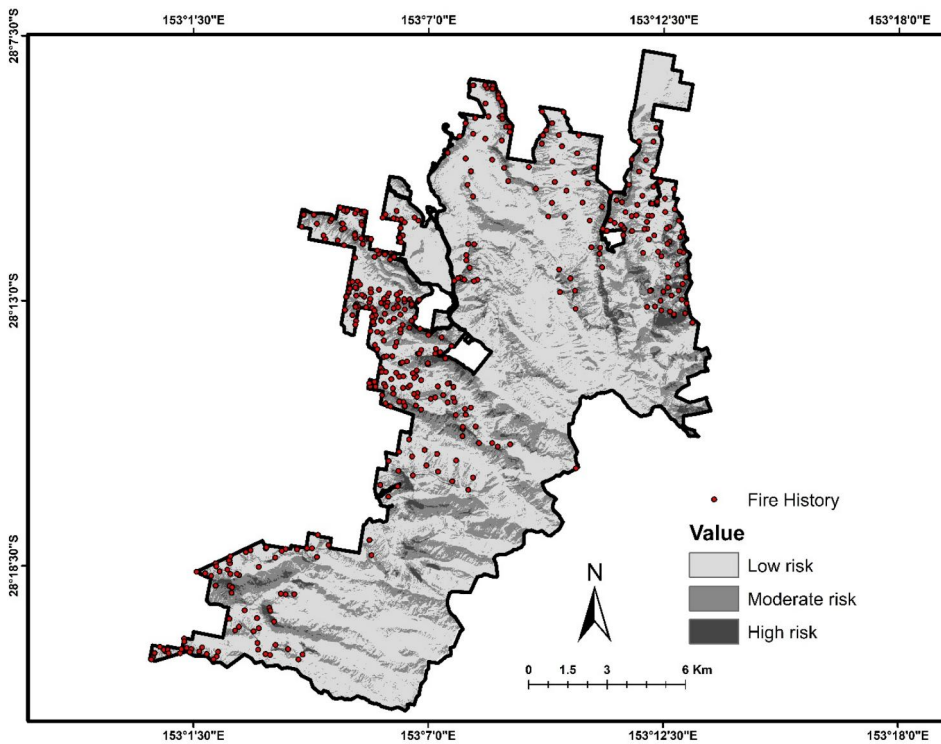 153°1'30"E 153°7'0"E 153°12'30"E 153°18'0"E
28°7'30"S
28°13'0"S
28°18'30"S
Fire History
Value
Low risk
Moderate risk
High risk
N
0 1.5 3 6 Km
153°1'30"E 153°7'0"E 153°12'30"E 153°18'0"E